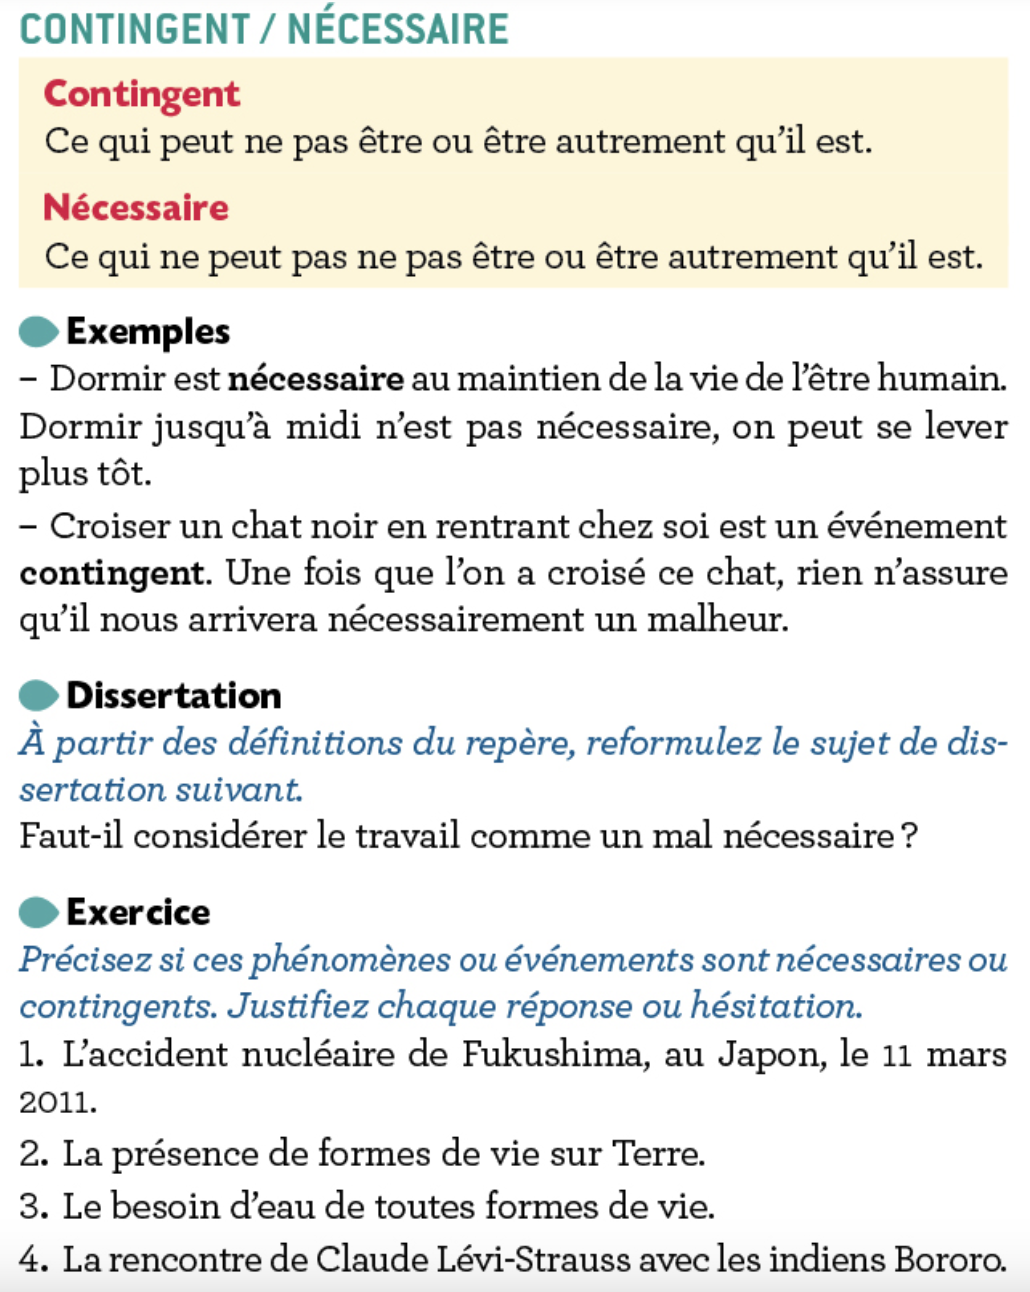 CONTINGENT / NÉCESSAIRE
Contingent
Ce qui peut ne pas être ou être autrement qu’il est.
Nécessaire
Ce qui ne peut pas ne pas être ou être autrement qu’il est.
Exemples
– Dormir est nécessaire au maintien de la vie de l’être humain.
Dormir jusqu’à midi n’est pas nécessaire, on peut se lever
plus tôt.
– Croiser un chat noir en rentrant chez soi est un événement
contingent. Une fois que l’on a croisé ce chat, rien n’assure
qu’il nous arrivera nécessairement un malheur.
Dissertation
À partir des définitions du repère, reformulez le sujet de dis-
sertation suivant.
Faut-il considérer le travail comme un mal nécessaire ?
Exercice
Précisez si ces phénomènes ou événements sont nécessaires ou
contingents. Justifiez chaque réponse ou hésitation.
1. L’accident nucléaire de Fukushima, au Japon, le 11 mars
2011.
2. La présence de formes de vie sur Terre.
3. Le besoin d’eau de toutes formes de vie.
4. La rencontre de Claude Lévi-Strauss avec les indiens Bororo.